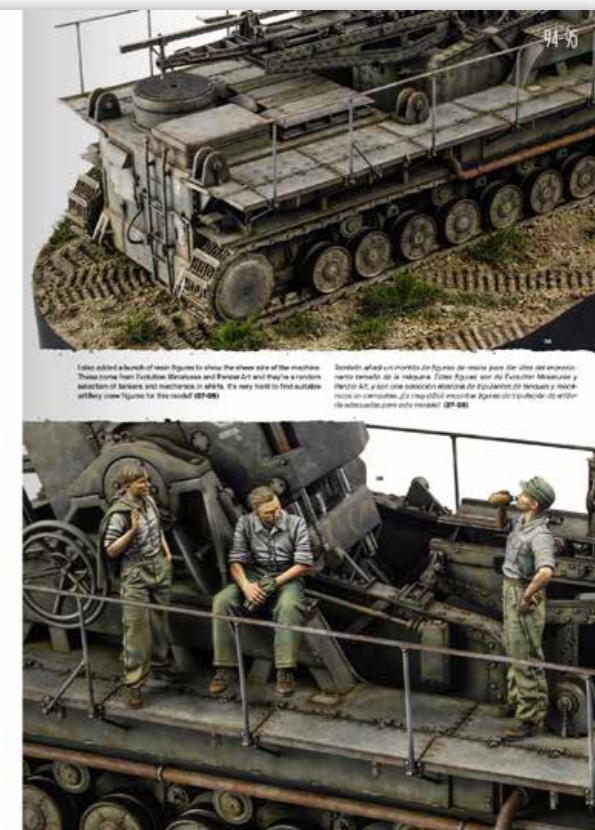 94-95
I also added a bunch of resin figures to show the sheer size of the machine.
These come from Evolution Miniatures and Panzer Art and they're a random
selection of tankers and mechanics in shirts. It's very hard to find suitable
artillery crew figures for this model! (07-08)
También añadí un montón de figuras de resina para dar idea del impresio-
nante tamaño de la máquina. Estas figuras son de Evolution Miniatures y
Panzer Art, y son una selección aleatoria de tripulantes de tanques y mecá-
nicos en camisetas. ¡Es muy difícil encontrar figuras de tripulación de artille-
ría adecuadas para este modelo! (07-08)